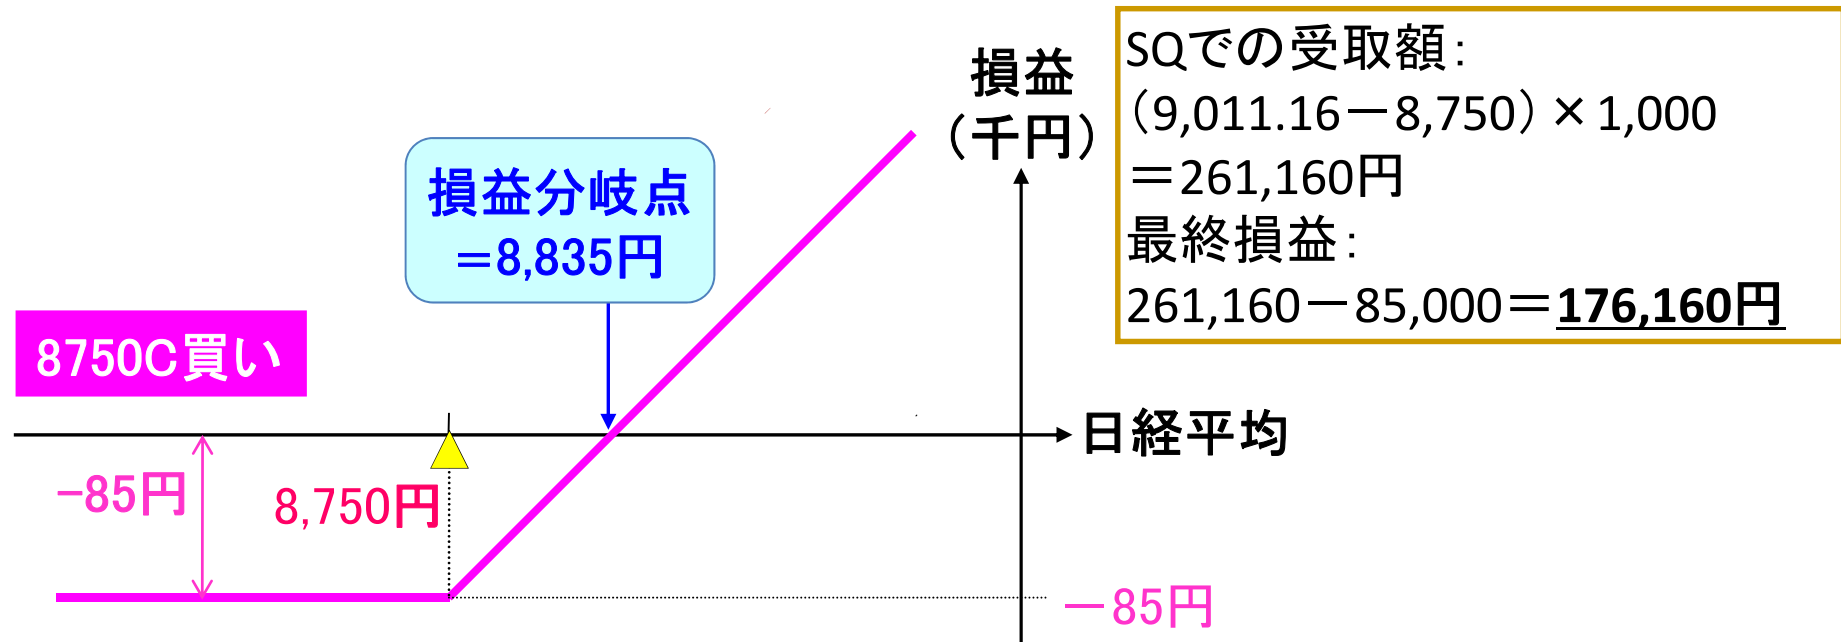 損益
（千円）
SQでの受取額：
（9,011.16－8,750）×1,000
＝261,160円
最終損益：
261,160－85,000＝176,160円
損益分岐点
＝8,835円
8750C買い
日経平均
-85円
8,750円
－85円